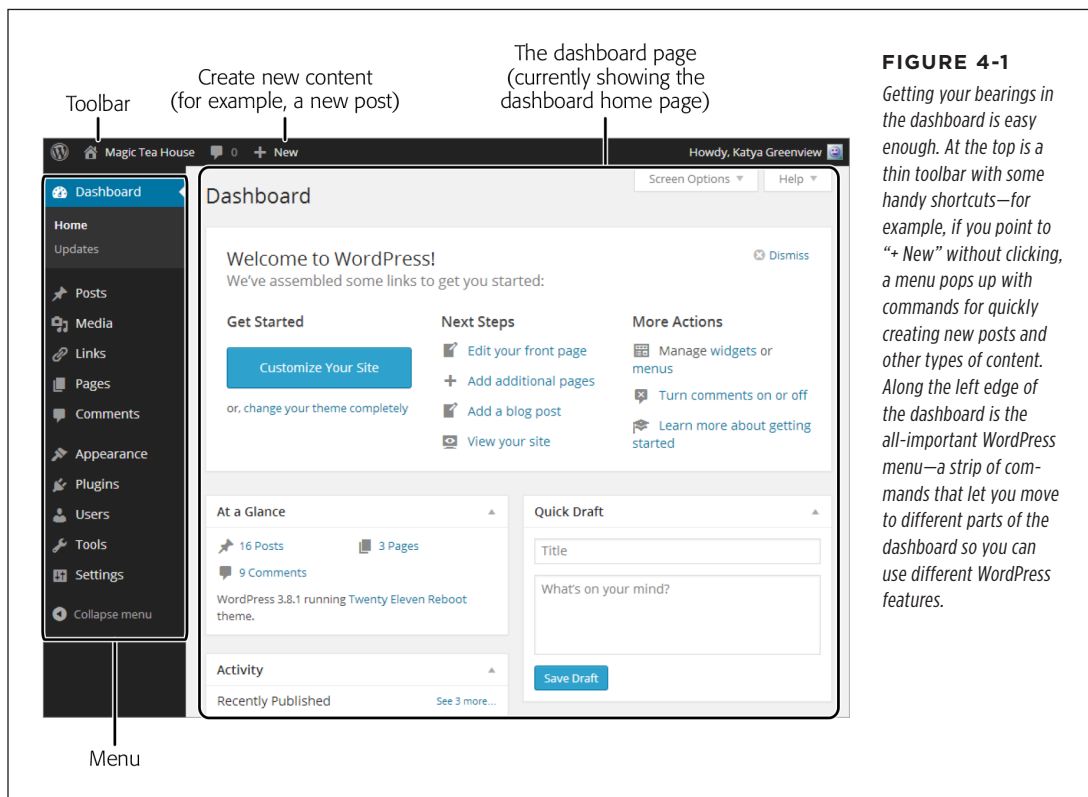 The dashboard page
(currently showing the
dashboard home page)
Create new content
(for example, a new post)
Toolbar
Magic Tea House 0 + New Howdy, Katya Greenview
Dashboard
Home
Updates
Posts
Media
Links
Pages
Comments
Appearance
Plugins
Users
Tools
Settings
Collapse menu
Menu
Screen Options Help
Dashboard
Welcome to WordPress!
Dismiss
We've assembled some links to get you started:
Get Started
Customize Your Site
or, change your theme completely
Next Steps
Edit your front page
Add additional pages
Add a blog post
View your site
More Actions
Manage widgets or
menus
Turn comments on or off
Learn more about getting
started
At a Glance
16 Posts 3 Pages
9 Comments
WordPress 3.8.1 running Twenty Eleven Reboot
theme.
Activity
Recently Published See 3 more...
Quick Draft
Title
What's on your mind?
Save Draft
FIGURE 4-1
Getting your bearings in
the dashboard is easy
enough. At the top is a
thin toolbar with some
handy shortcuts—for
example, if you point to
“+ New” without clicking,
a menu pops up with
commands for quickly
creating new posts and
other types of content.
Along the left edge of
the dashboard is the
all-important WordPress
menu—a strip of com-
mands that let you move
to different parts of the
dashboard so you can
use different WordPress
features.